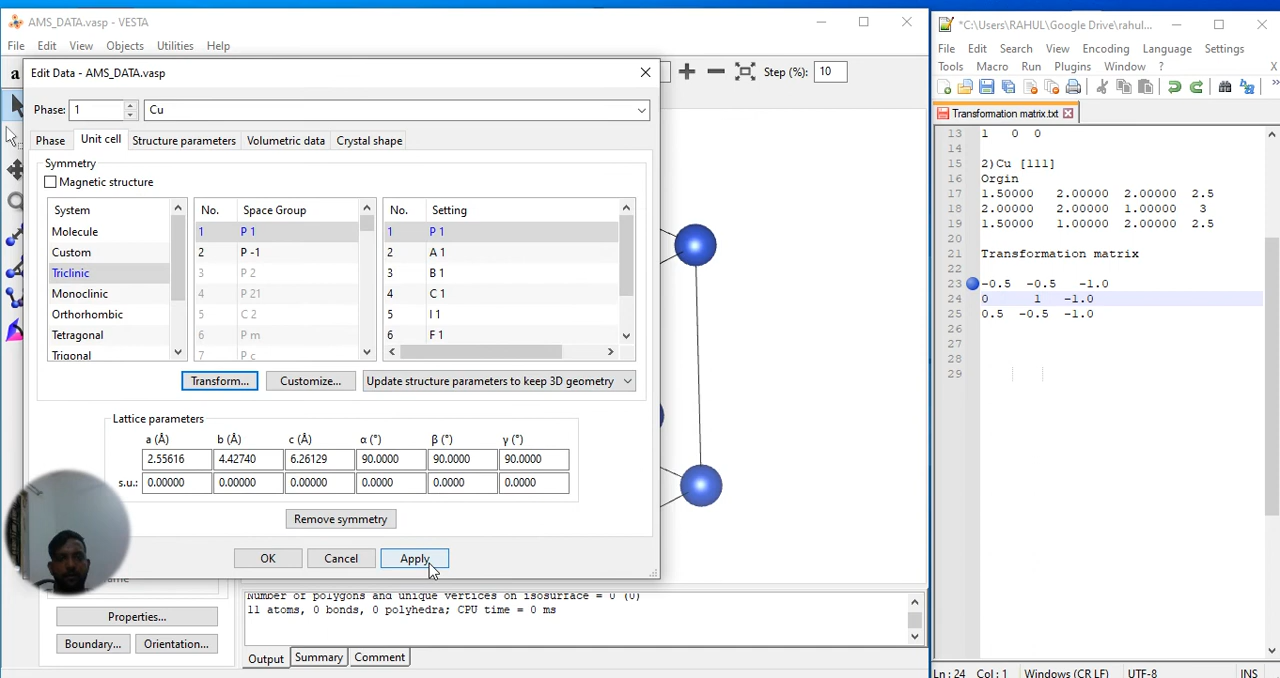 AMS_DATA.vasp - VESTA
File Edit View Objects Utilities Help
a
Step (%): 10
Edit Data - AMS_DATA.vasp
Phase: 1 Cu
Phase Unit cell Structure parameters Volumetric data Crystal shape
Symmetry
Magnetic structure
System
Molecule
Custom
Triclinic
Monoclinic
Orthorhombic
Tetragonal
Trigonal
No. Space Group
1 P 1
2 P -1
3 P 2
4 P 21
5 C 2
6 P m
7 P c
No. Setting
1 P 1
2 A 1
3 B 1
4 C 1
5 I 1
6 F 1
Transform... Customize... Update structure parameters to keep 3D geometry
Lattice parameters
a (Å) b (Å) c (Å) α (°) β (°) γ (°)
2.55616 4.42740 6.26129 90.0000 90.0000 90.0000
s.u.: 0.00000 0.00000 0.00000 0.0000 0.0000 0.0000
Remove symmetry
OK Cancel Apply
Properties...
Boundary... Orientation...
Number of polygons and unique vertices on isosurface = 0 (0)
11 atoms, 0 bonds, 0 polyhedra; CPU time = 0 ms
Output Summary Comment
*C:\Users\RAHUL\Google Drive\rahul...
File Edit Search View Encoding Language Settings
Tools Macro Run Plugins Window ? X
Transformation matrix.txt
13 1 0 0
14
15 2)Cu [111]
16 Orgin
17 1.50000 2.00000 2.00000 2.5
18 2.00000 2.00000 1.00000 3
19 1.50000 1.00000 2.00000 2.5
20
21 Transformation matrix
22
23 -0.5 -0.5 -1.0
24 0 1 -1.0
25 0.5 -0.5 -1.0
26
27
28
29
Ln : 24 Col : 1 Windows (CR LF) UTF-8 INS